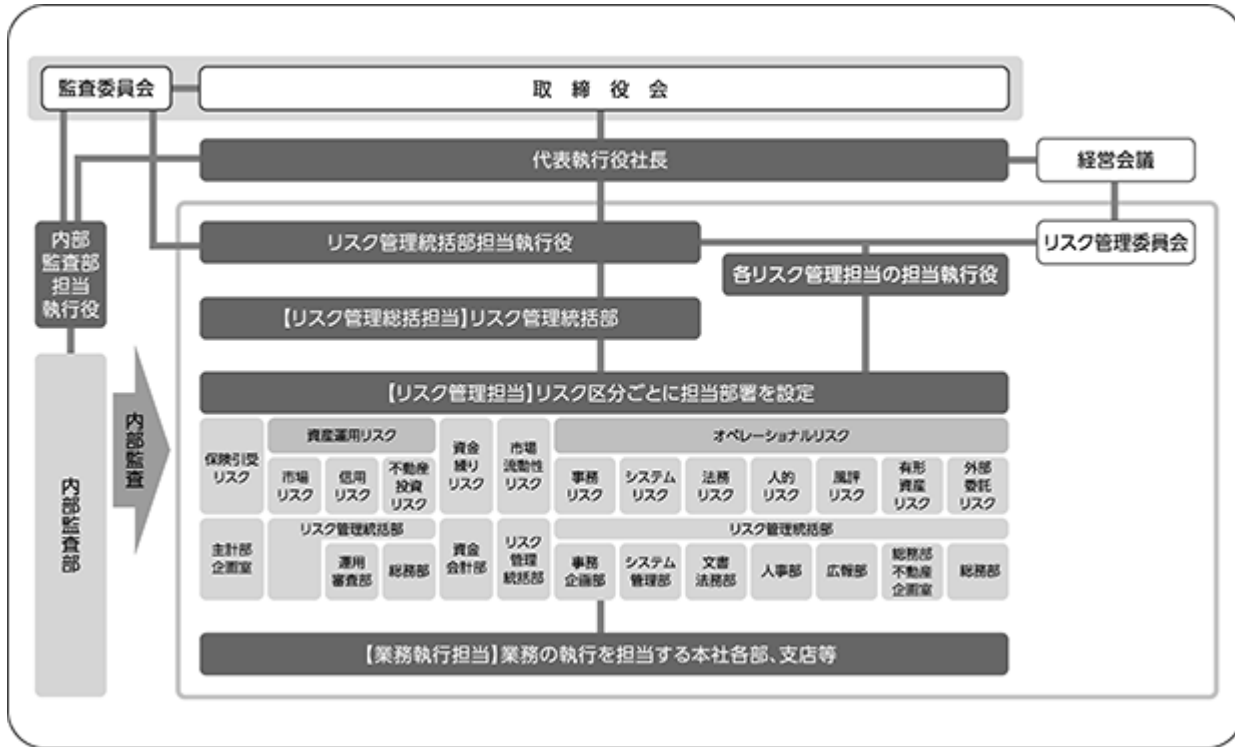 監査委員会
取締役会
代表執行役社長
経営会議
内部
監査部
担当
執行役
リスク管理統括部担当執行役
リスク管理委員会
各リスク管理担当の担当執行役
【リスク管理総括担当】リスク管理統括部
内部監査部
内部監査
【リスク管理担当】リスク区分ごとに担当部署を設定
保険引受
リスク
資産運用リスク
市場
リスク
信用
リスク
不動産
投資
リスク
資金
繰り
リスク
市場
流動性
リスク
オペレーショナルリスク
事務
リスク
システム
リスク
法務
リスク
人的
リスク
風評
リスク
有形
資産
リスク
外部
委託
リスク
主計部
企画室
リスク管理統括部
運用
審査部
総務部
資金
会計部
リスク
管理
統括部
リスク管理統括部
事務
企画部
システム
管理部
文書
法務部
人事部
広報部
総務部
不動産
企画室
総務部
【業務執行担当】業務の執行を担当する本社各部、支店等